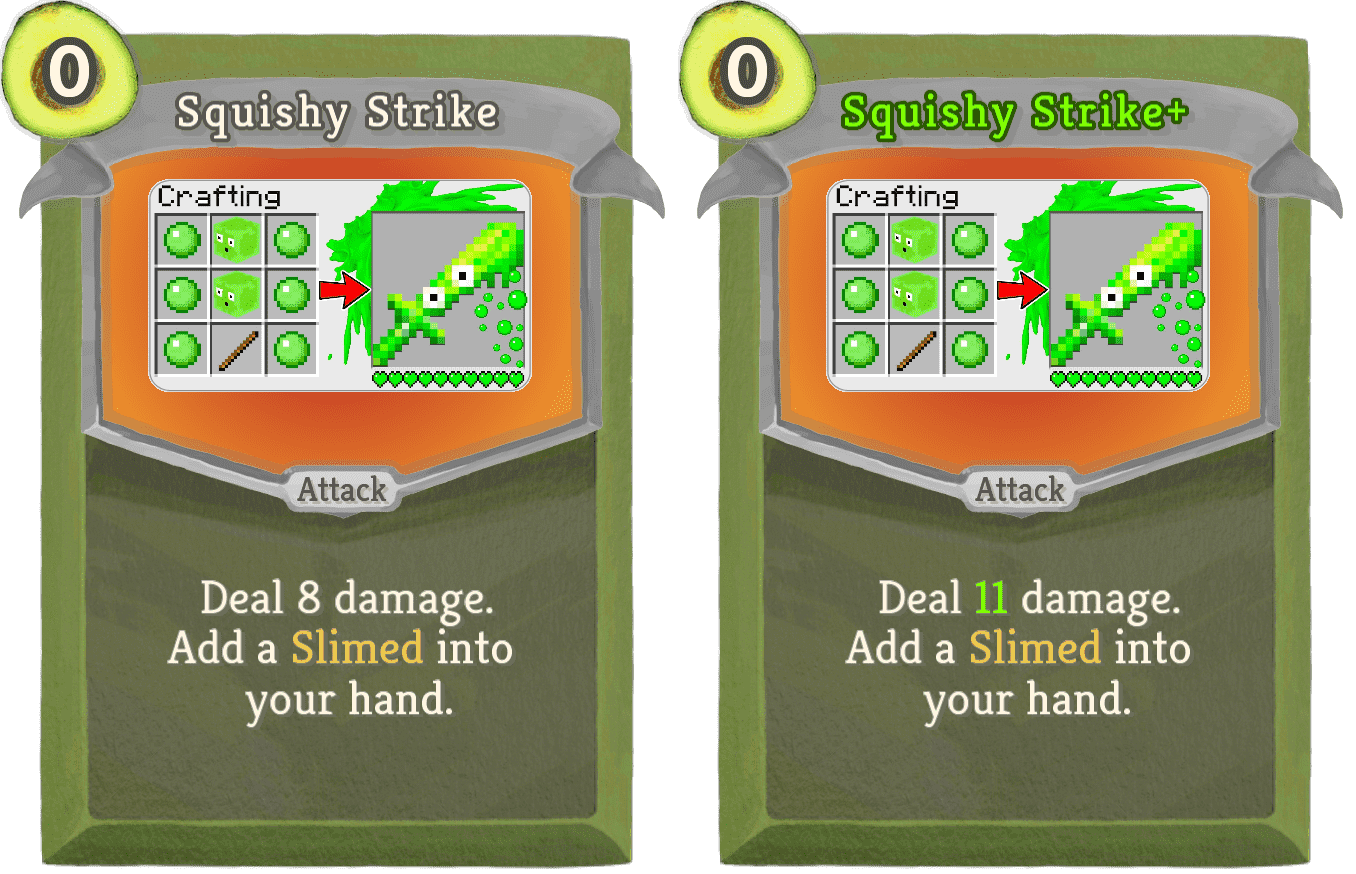 0
Squishy Strike
Crafting
Attack
Deal 8 damage.
Add a Slimed into
your hand.
0
Squishy Strike+
Crafting
Attack
Deal 11 damage.
Add a Slimed into
your hand.